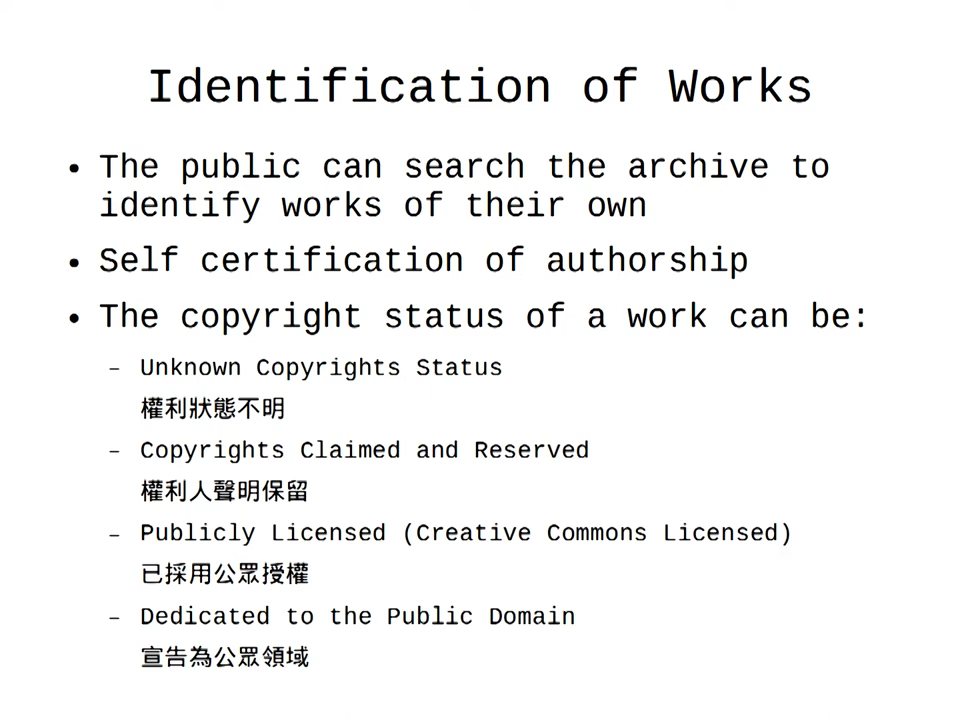 Identification of Works
• The public can search the archive to
identify works of their own
• Self certification of authorship
• The copyright status of a work can be:
– Unknown Copyrights Status
權利狀態不明
– Copyrights Claimed and Reserved
權利人聲明保留
– Publicly Licensed (Creative Commons Licensed)
已採用公眾授權
– Dedicated to the Public Domain
宣告為公眾領域